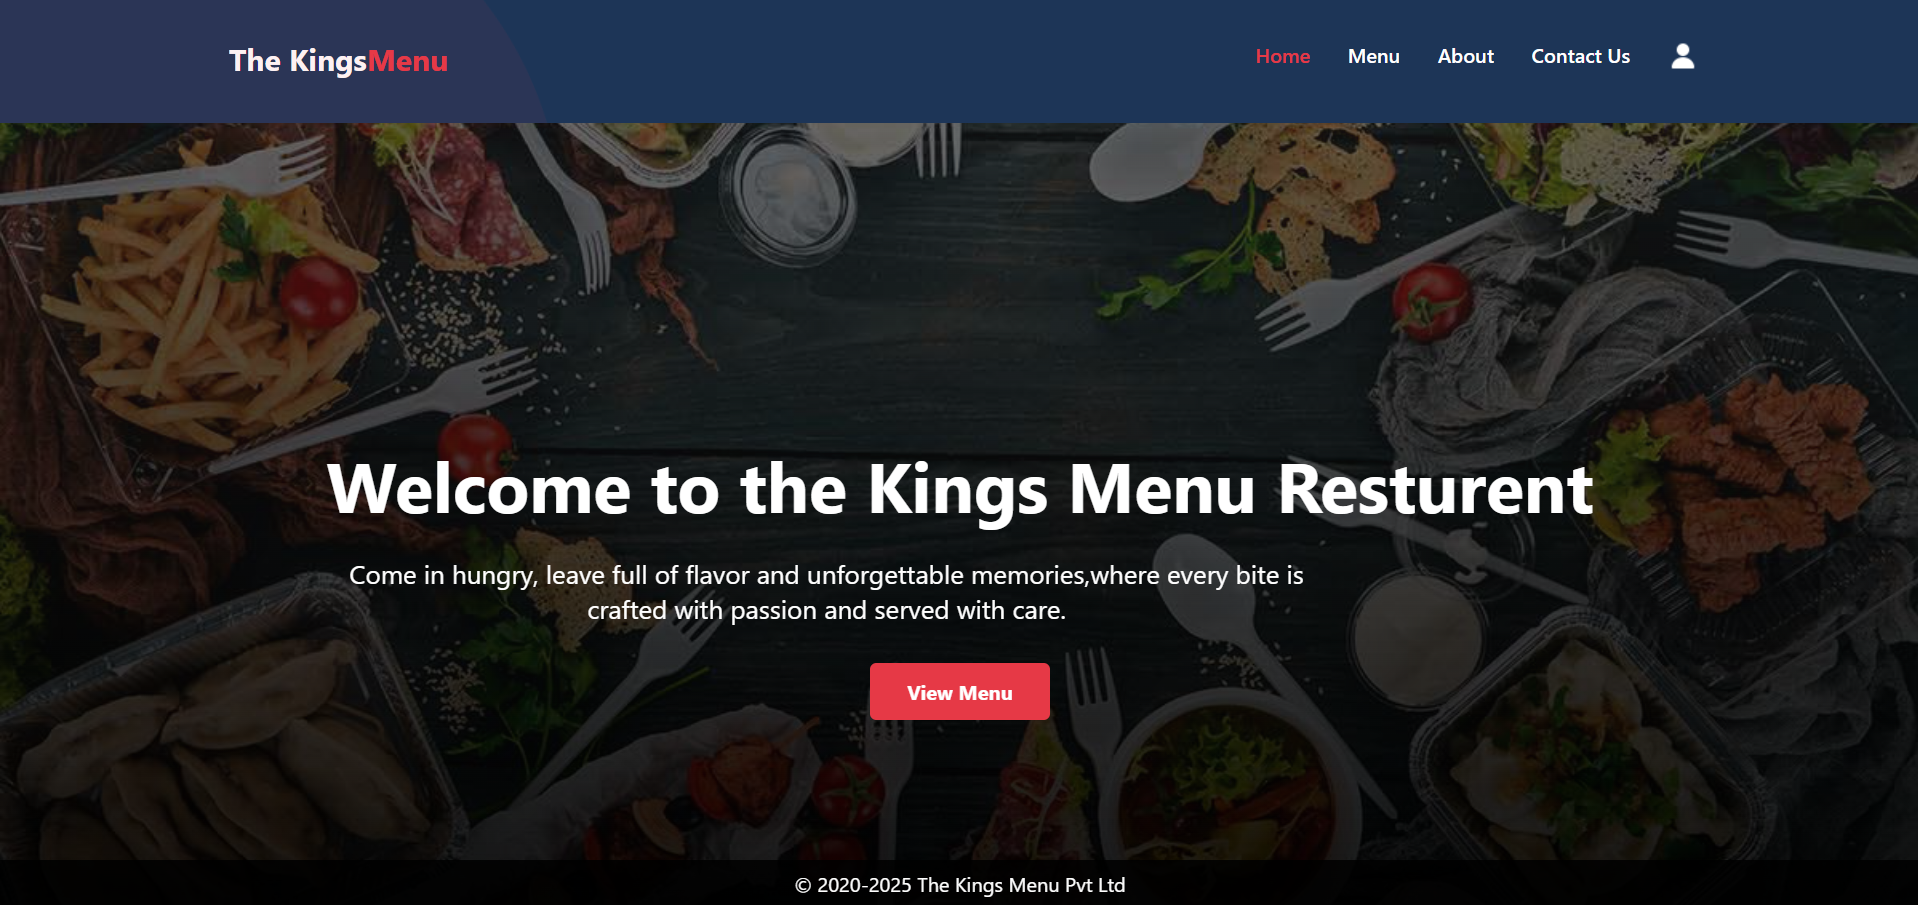 The KingsMenu
Home Menu About Contact Us
Welcome to the Kings Menu Resturent
Come in hungry, leave full of flavor and unforgettable memories,where every bite is
crafted with passion and served with care.
View Menu
© 2020-2025 The Kings Menu Pvt Ltd